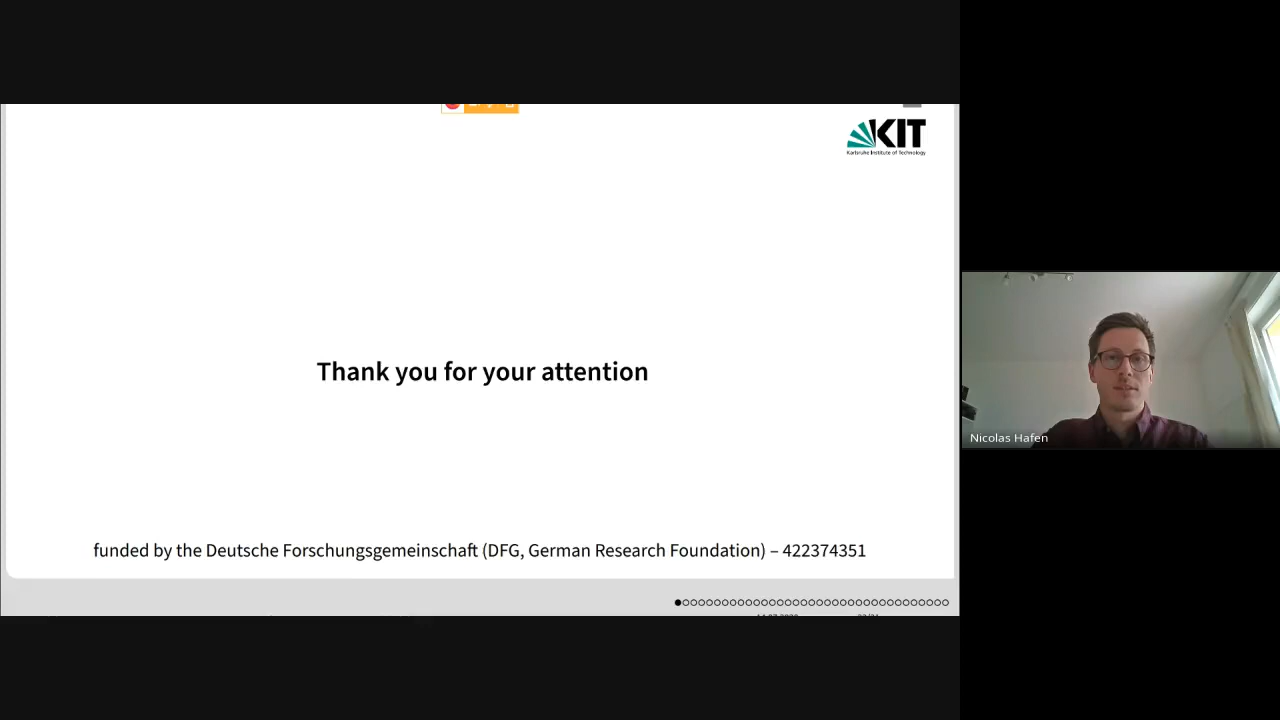 KIT
Karlsruhe Institute of Technology
Thank you for your attention
Nicolas Hafen
funded by the Deutsche Forschungsgemeinschaft (DFG, German Research Foundation) – 422374351